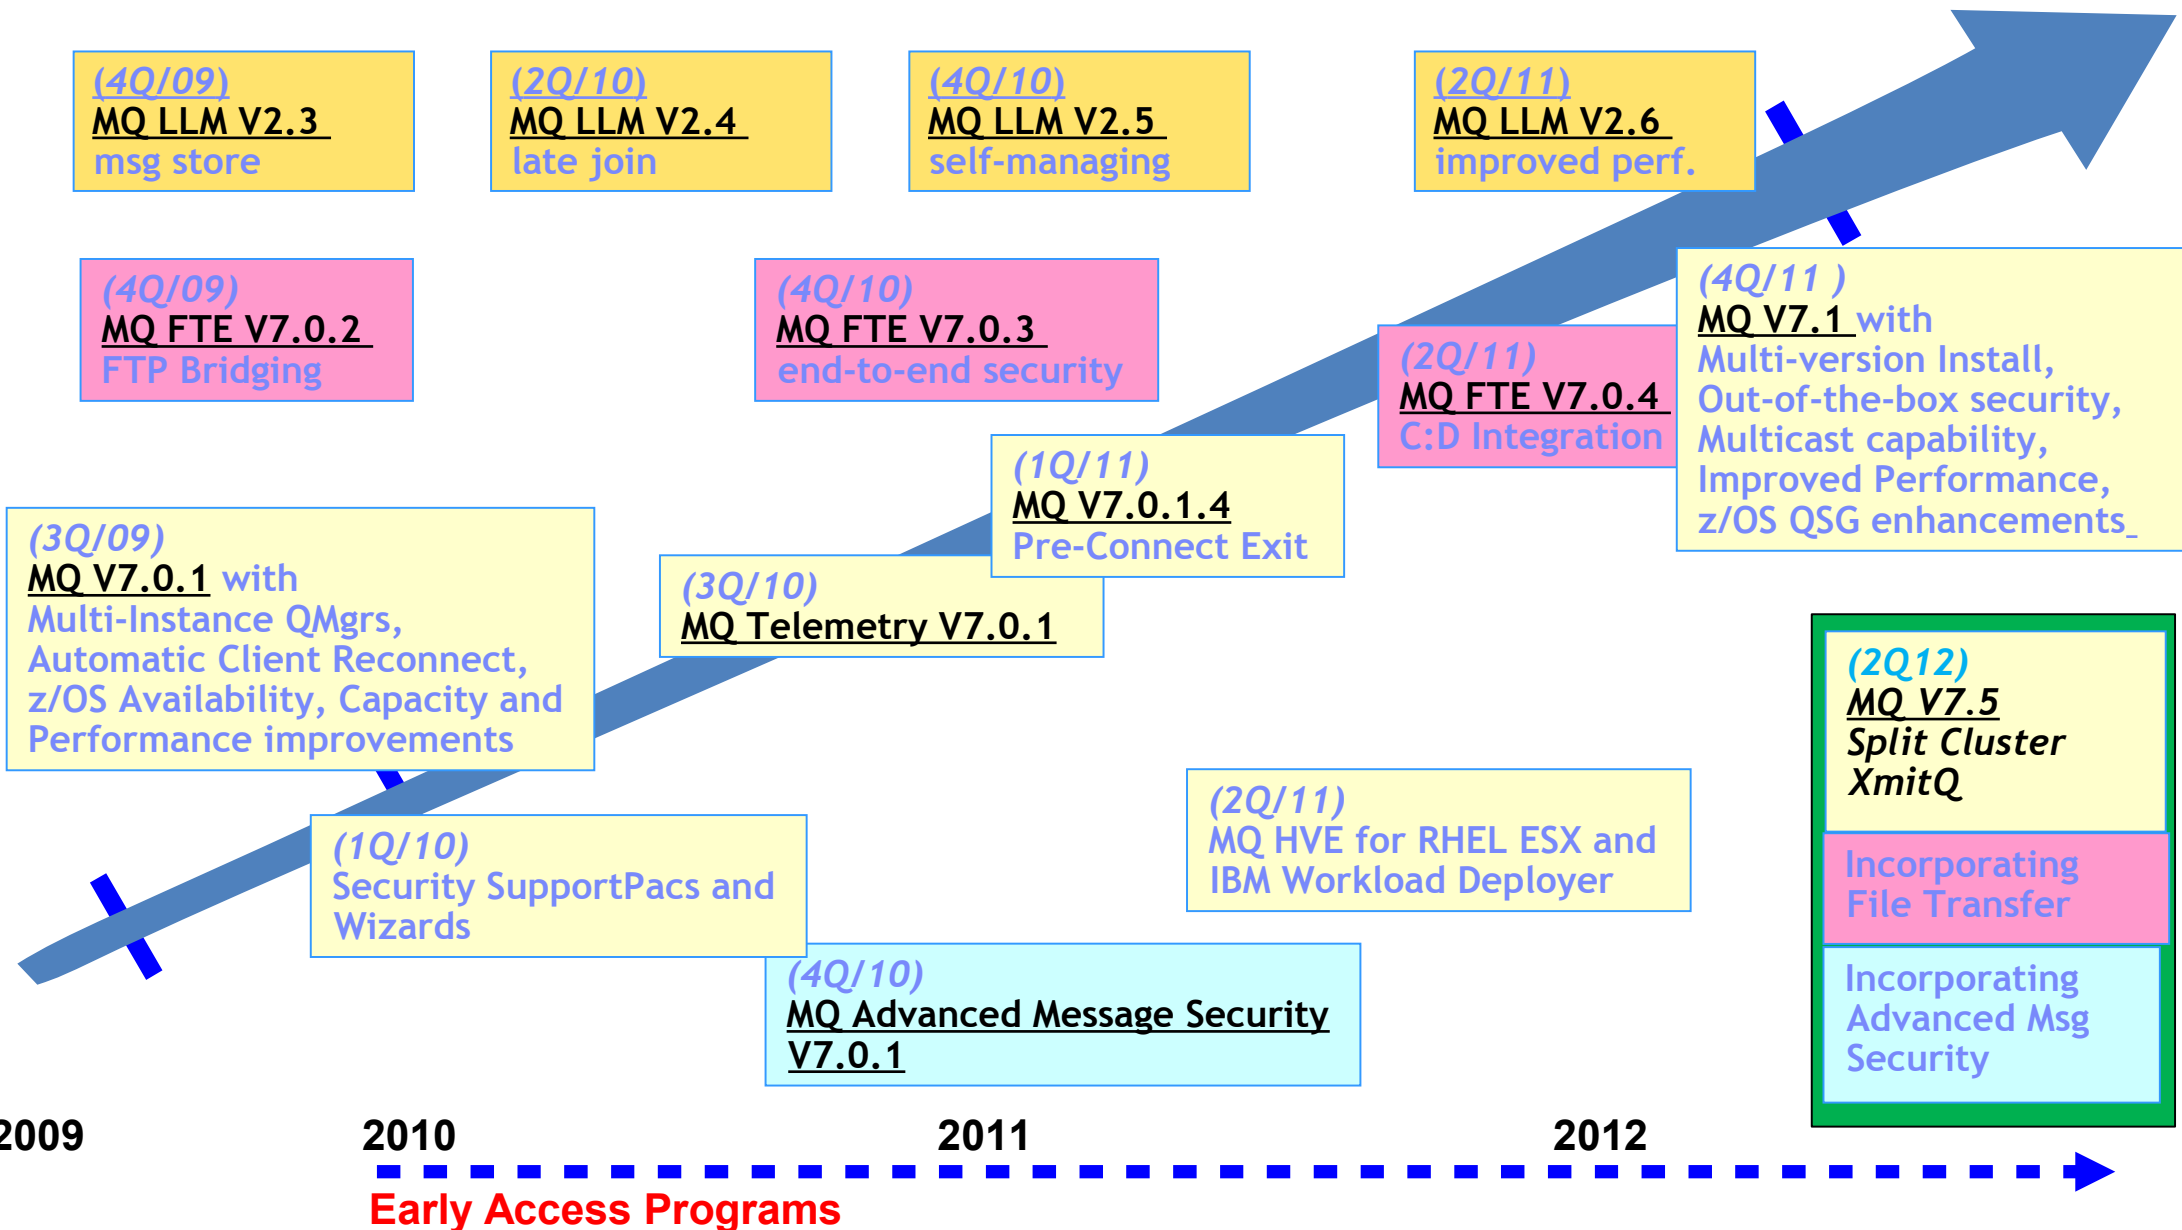 (4Q/09)
MQ LLM V2.3
msg store
(2Q/10)
MQ LLM V2.4
late join
(4Q/10)
MQ LLM V2.5
self-managing
(2Q/11)
MQ LLM V2.6
improved perf.
(4Q/09)
MQ FTE V7.0.2
FTP Bridging
(4Q/10)
MQ FTE V7.0.3
end-to-end security
(2Q/11)
MQ FTE V7.0.4
C:D Integration
(4Q/11 )
MQ V7.1 with
Multi-version Install,
Out-of-the-box security,
Multicast capability,
Improved Performance,
z/OS QSG enhancements_
(1Q/11)
MQ V7.0.1.4
Pre-Connect Exit
(3Q/09)
MQ V7.0.1 with
Multi-Instance QMgrs,
Automatic Client Reconnect,
z/OS Availability, Capacity and
Performance improvements
(3Q/10)
MQ Telemetry V7.0.1
(2Q12)
MQ V7.5
Split Cluster
XmitQ
Incorporating
File Transfer
Incorporating
Advanced Msg
Security
(1Q/10)
Security SupportPacs and
Wizards
(2Q/11)
MQ HVE for RHEL ESX and
IBM Workload Deployer
(4Q/10)
MQ Advanced Message Security
V7.0.1
2009
2010
2011
2012
Early Access Programs